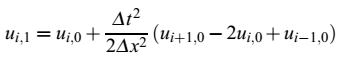 u_{i,1} = u_{i,0} + \frac{\Delta t^2}{2\Delta x^2} (u_{i+1,0} − 2u_{i,0} + u_{i−1,0})